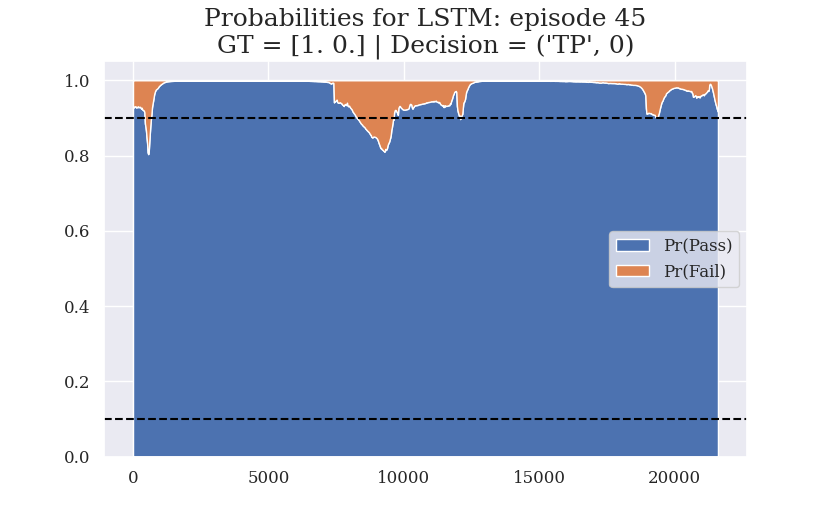 Probabilities for LSTM: episode 45
GT = [1. 0.] | Decision = ('TP', 0)
1.0
0.8
0.6
0.4
0.2
0.0
Pr(Pass)
Pr(Fail)
0
5000
10000
15000
20000